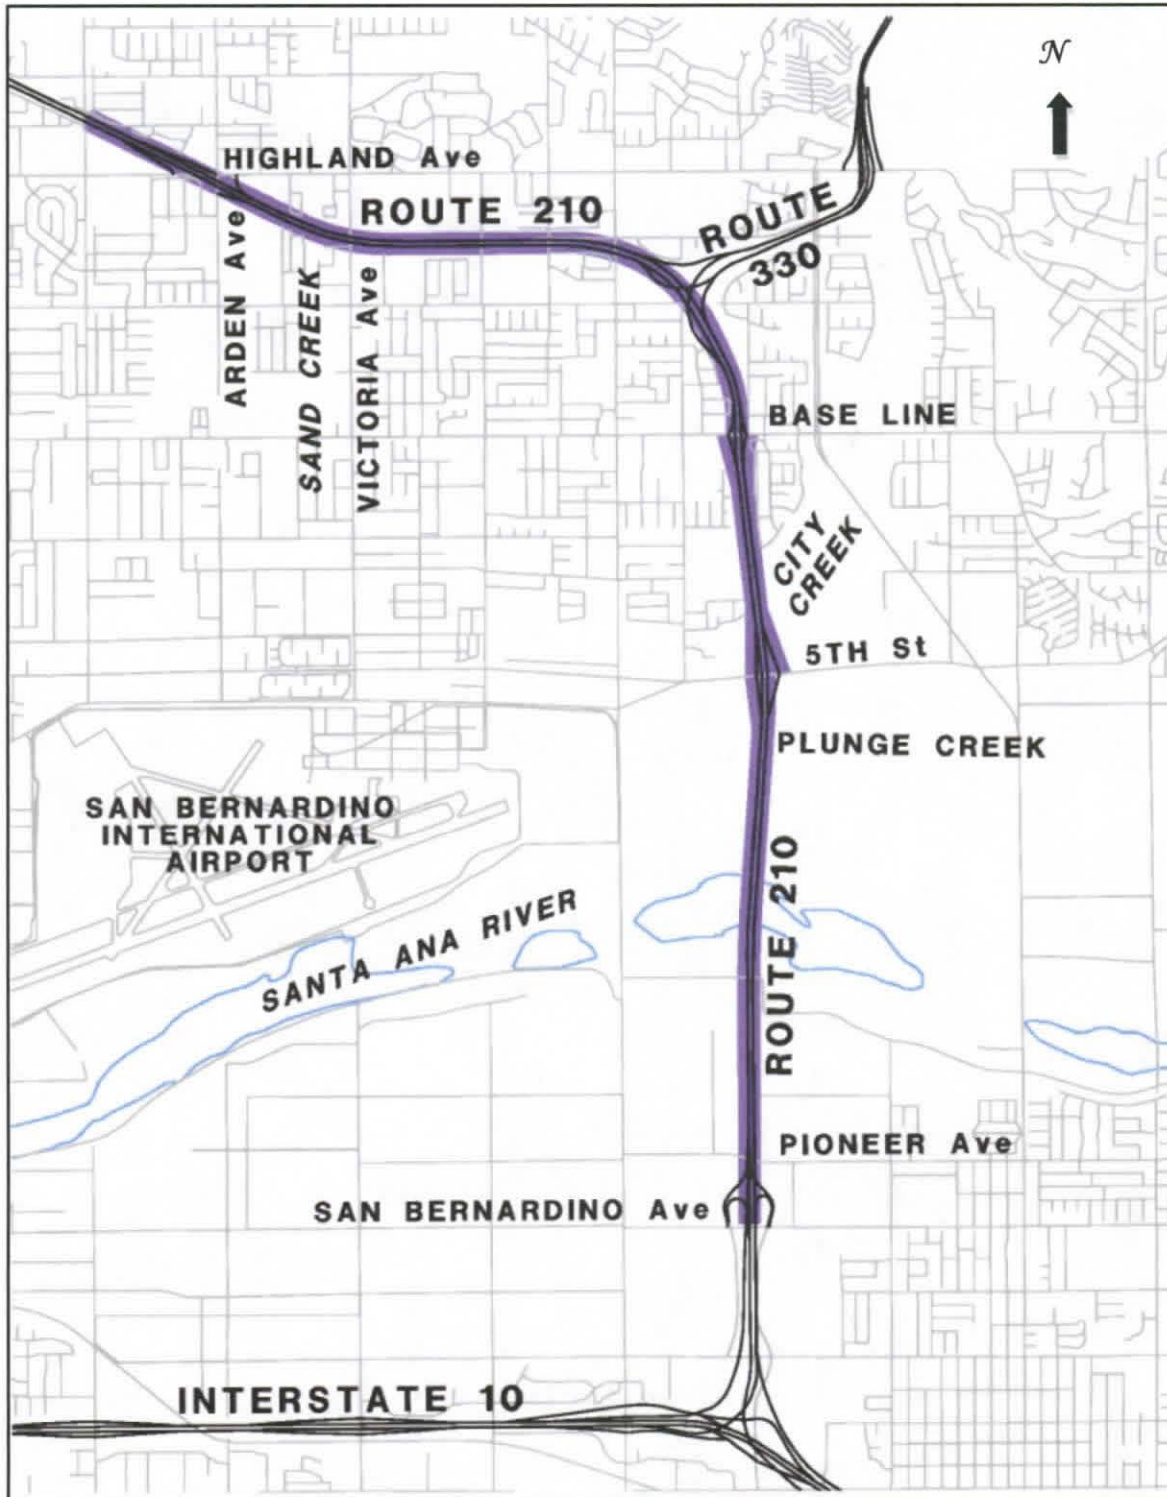 N
HIGHLAND Ave
ROUTE 210
ROUTE
330
ARDEN Ave
SAND CREEK
VICTORIA Ave
BASE LINE
CITY
CREEK
5TH St
PLUNGE CREEK
SAN BERNARDINO
INTERNATIONAL
AIRPORT
SANTA ANA RIVER
ROUTE 210
PIONEER Ave
SAN BERNARDINO Ave
INTERSTATE 10